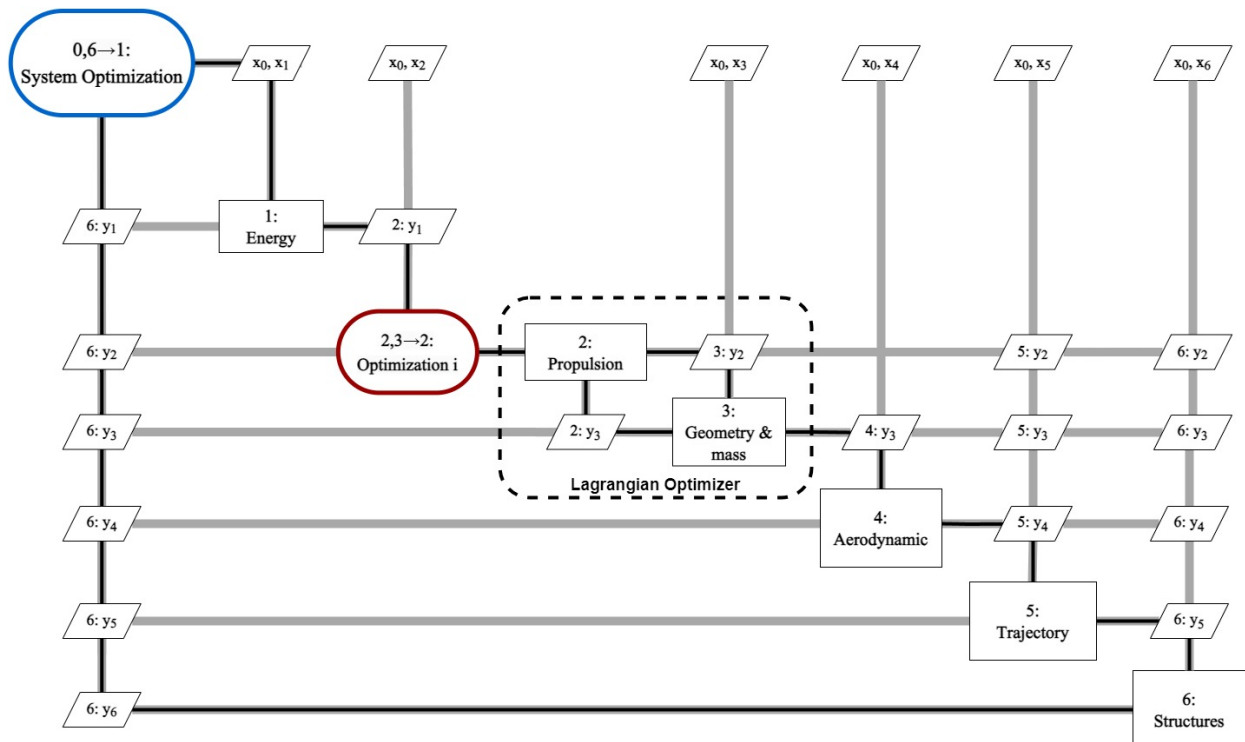 0,6→1:
System Optimization
x₀, x₁
x₀, x₂
x₀, x₃
x₀, x₄
x₀, x₅
x₀, x₆
6: y₁
1:
Energy
2: y₁
6: y₂
2,3→2:
Optimization i
2:
Propulsion
3: y₂
5: y₂
6: y₂
6: y₃
2: y₃
3:
Geometry &
mass
4: y₃
5: y₃
6: y₃
Lagrangian Optimizer
6: y₄
4:
Aerodynamic
5: y₄
6: y₄
6: y₅
5:
Trajectory
6: y₅
6: y₆
6:
Structures